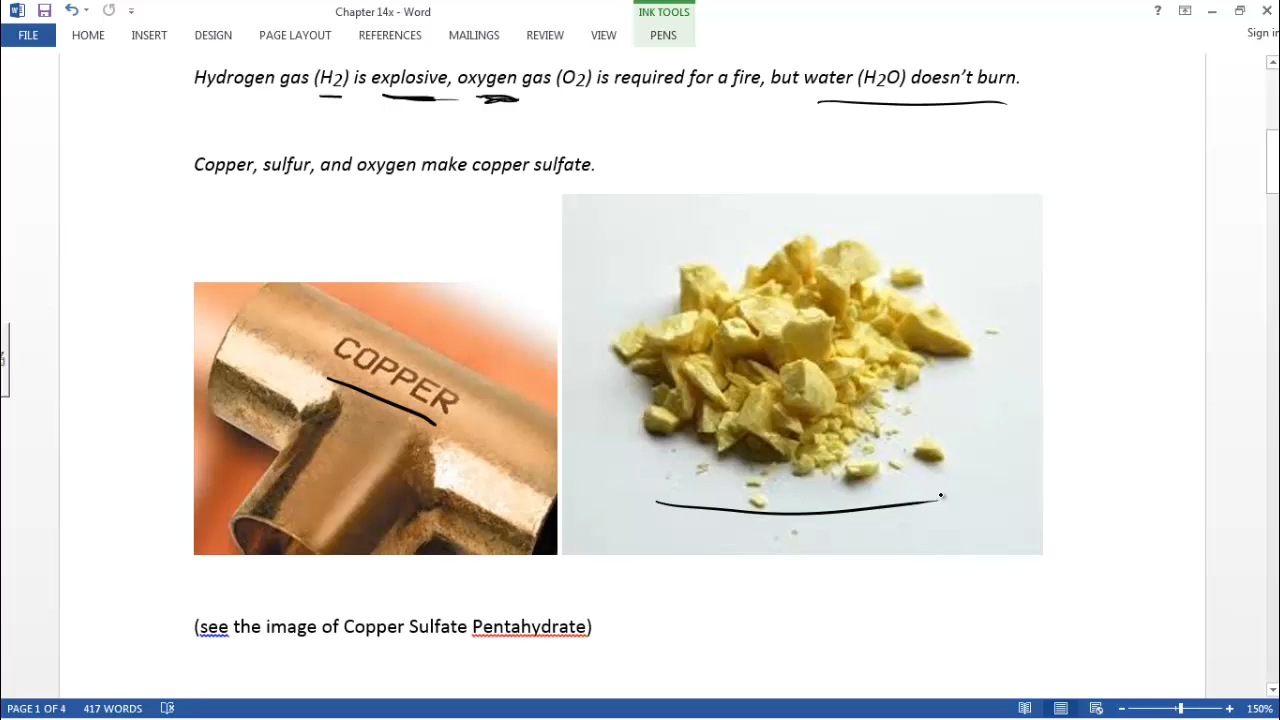 Chapter 14x - Word
INK TOOLS
?
FILE
HOME
INSERT
DESIGN
PAGE LAYOUT
REFERENCES
MAILINGS
REVIEW
VIEW
PENS
Sign in
Hydrogen gas (H2) is explosive, oxygen gas (O2) is required for a fire, but water (H2O) doesn’t burn.
Copper, sulfur, and oxygen make copper sulfate.
COPPER
(see the image of Copper Sulfate Pentahydrate)
PAGE 1 OF 4
417 WORDS
150%